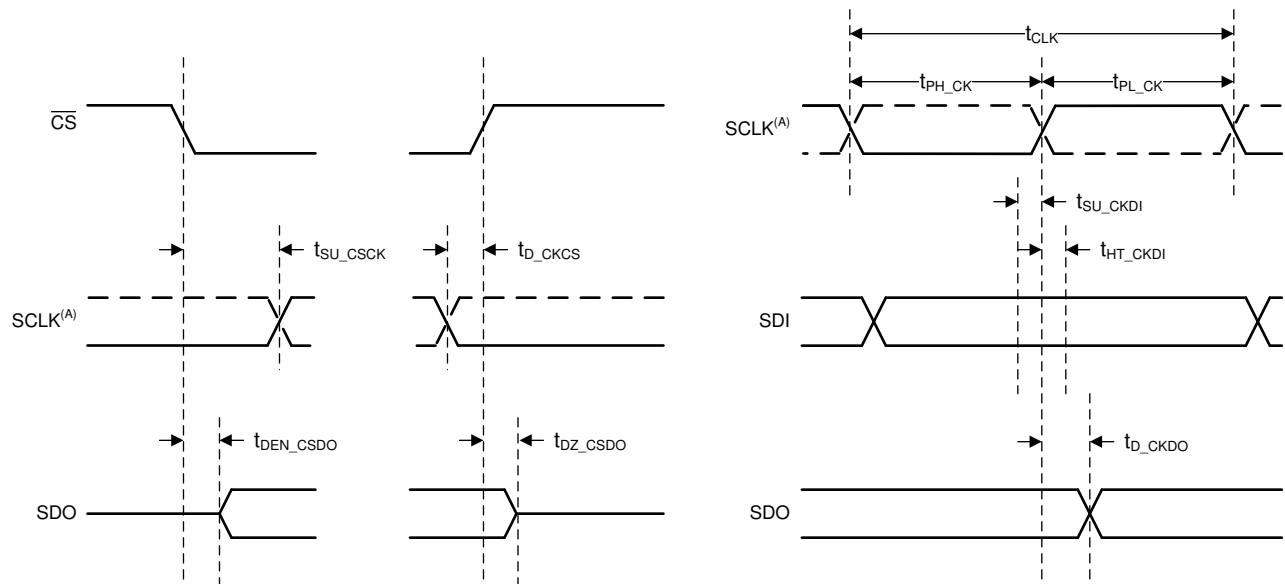 t_CLK
t_PH_CK t_PL_CK
CS SCLK(A)
t_SU_CKDI
t_SU_CSCK t_D_CKCS t_HT_CKDI
SCLK(A) SDI
t_DEN_CSDO t_DZ_CSDO t_D_CKDO
SDO SDO